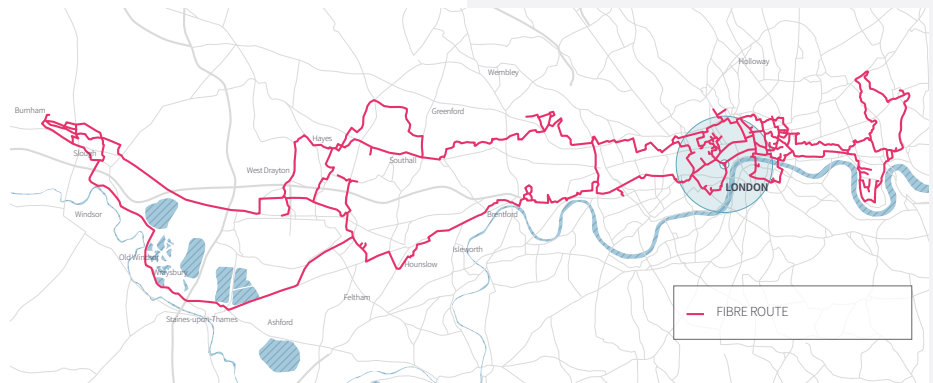 Holloway
Wembley
Burnham
Greenford
Hayes
Slough
Southall
West Drayton
LONDON
Windsor
Brentford
Isleworth
Old Windsor
Hounslow
Wraysbury
Feltham
FIBRE ROUTE
Staines-upon-Thames
Ashford